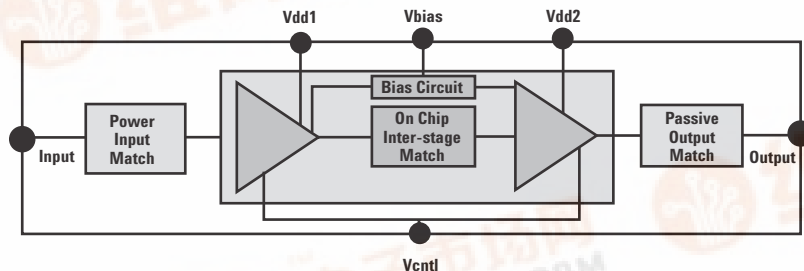 Vdd1
Vbias
Vdd2
Bias Circuit
Power
Input
Match
On Chip
Inter-stage
Match
Passive
Output
Match
Input
Output
Vcntl